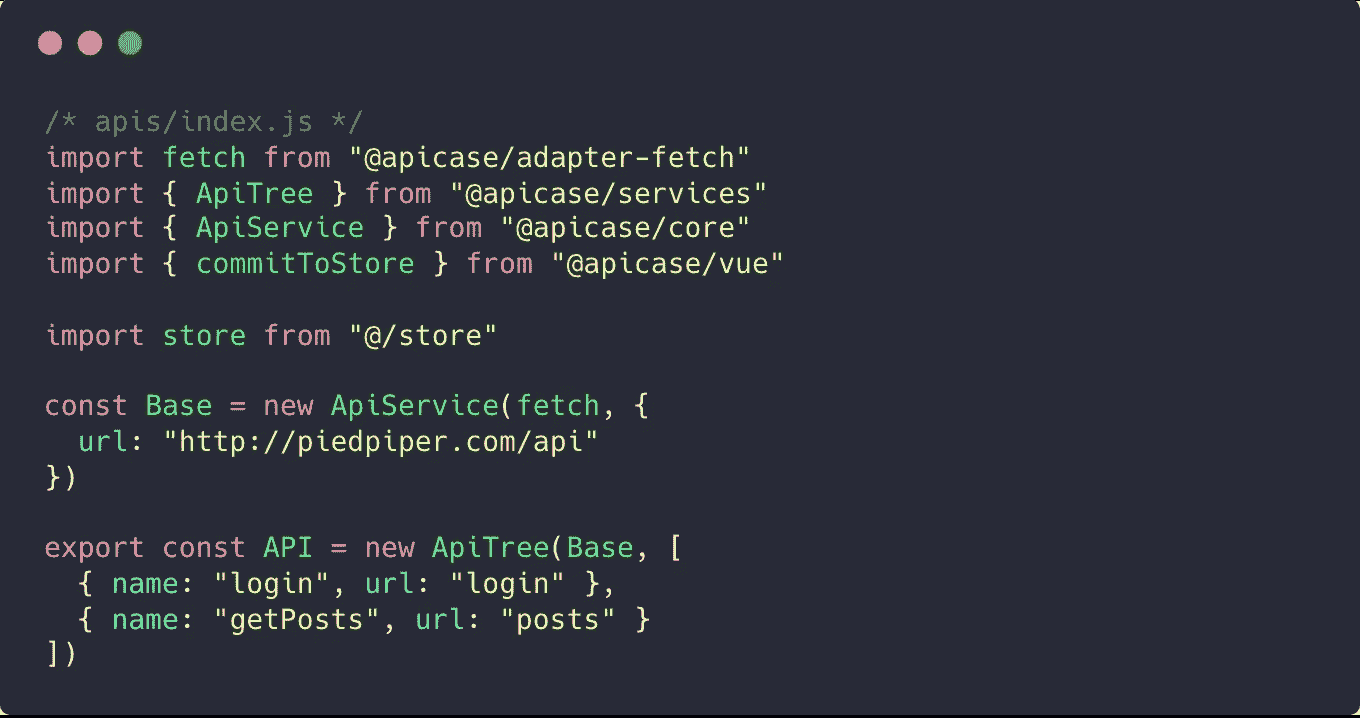 /* apis/index.js */
import fetch from "@apicase/adapter-fetch"
import { ApiTree } from "@apicase/services"
import { ApiService } from "@apicase/core"
import { commitToStore } from "@apicase/vue"

import store from "@/store"

const Base = new ApiService(fetch, {
  url: "http://piedpiper.com/api"
})

export const API = new ApiTree(Base, [
  { name: "login", url: "login" },
  { name: "getPosts", url: "posts" }
])